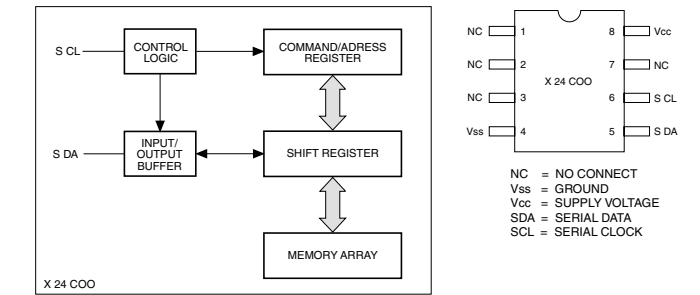 S CL
CONTROL
LOGIC
COMMAND/ADRESS
REGISTER
S DA
INPUT/
OUTPUT
BUFFER
SHIFT REGISTER
MEMORY ARRAY
X 24 COO
NC 1 8 Vcc
NC 2 7 NC
X 24 COO
NC 3 6 S CL
Vss 4 5 S DA
NC = NO CONNECT
Vss = GROUND
Vcc = SUPPLY VOLTAGE
SDA = SERIAL DATA
SCL = SERIAL CLOCK